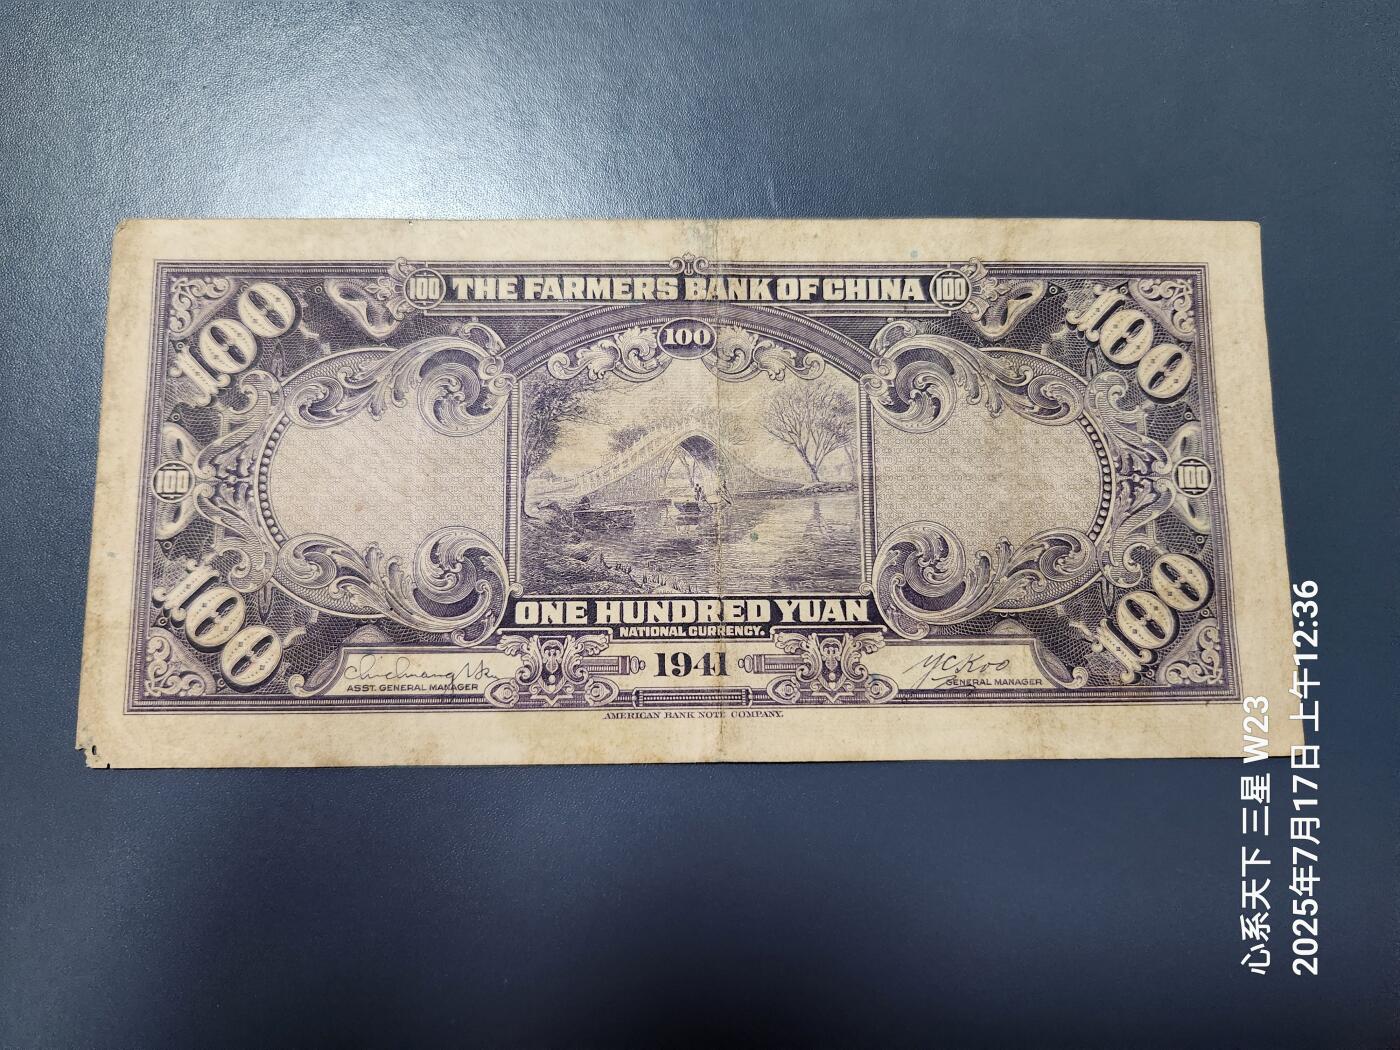 100 THE FARMERS BANK OF CHINA 100
100
100
100
100
100
100
100
ONE HUNDRED YUAN
NATIONAL CURRENCY.
1941
ASST. GENERAL MANAGER
Y C Koo
GENERAL MANAGER
AMERICAN BANK NOTE COMPANY.
心系天下 三星 W23
2025年7月17日 上午12:36